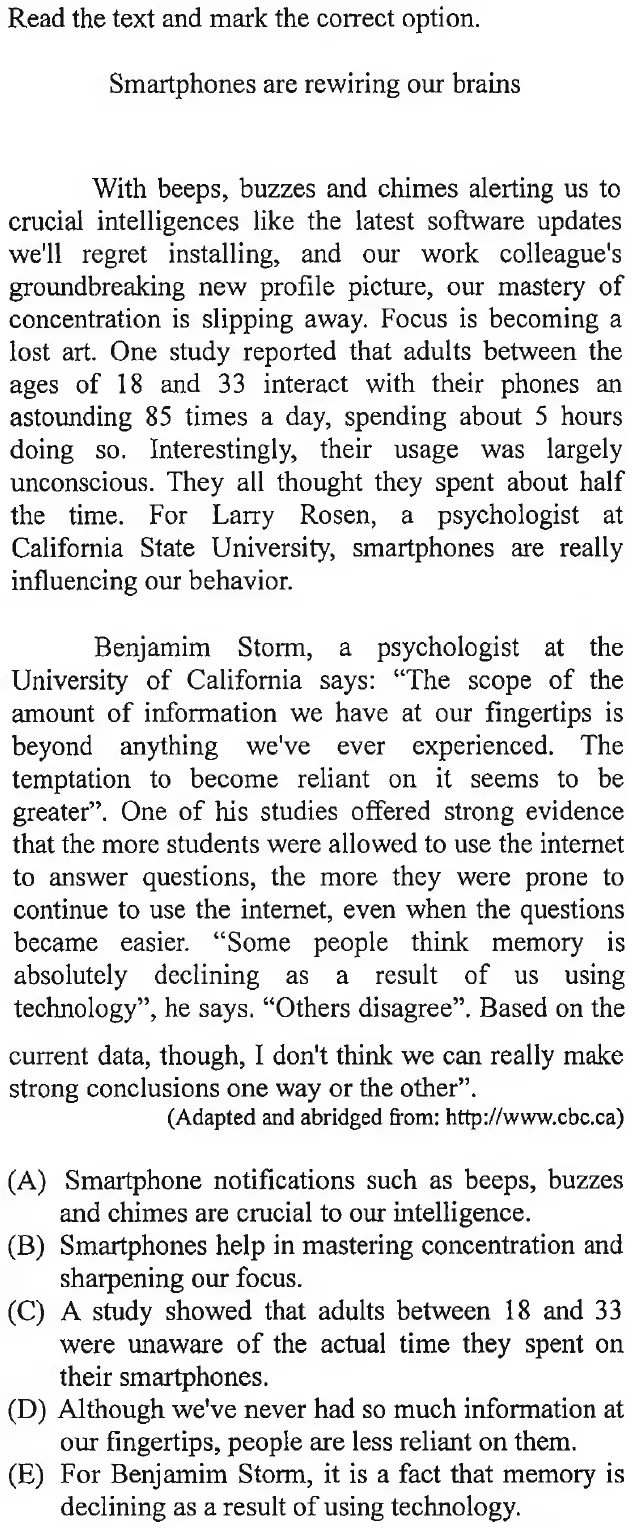 Read the text and mark the correct option.
Smartphones are rewiring our brains
With beeps, buzzes and chimes alerting us to
crucial intelligences like the latest software updates
we'll regret installing, and our work colleague's
groundbreaking new profile picture, our mastery of
concentration is slipping away. Focus is becoming a
lost art. One study reported that adults between the
ages of 18 and 33 interact with their phones an
astounding 85 times a day, spending about 5 hours
doing so. Interestingly, their usage was largely
unconscious. They all thought they spent about half
the time. For Larry Rosen, a psychologist at
California State University, smartphones are really
influencing our behavior.
Benjamim Storm, a psychologist at the
University of California says: “The scope of the
amount of information we have at our fingertips is
beyond anything we've ever experienced. The
temptation to become reliant on it seems to be
greater”. One of his studies offered strong evidence
that the more students were allowed to use the internet
to answer questions, the more they were prone to
continue to use the internet, even when the questions
became easier. “Some people think memory is
absolutely declining as a result of us using
technology”, he says. “Others disagree”. Based on the
current data, though, I don't think we can really make
strong conclusions one way or the other”.
(Adapted and abridged from: http://www.cbc.ca)
(A) Smartphone notifications such as beeps, buzzes
and chimes are crucial to our intelligence.
(B) Smartphones help in mastering concentration and
sharpening our focus.
(C) A study showed that adults between 18 and 33
were unaware of the actual time they spent on
their smartphones.
(D) Although we've never had so much information at
our fingertips, people are less reliant on them.
(E) For Benjamim Storm, it is a fact that memory is
declining as a result of using technology.